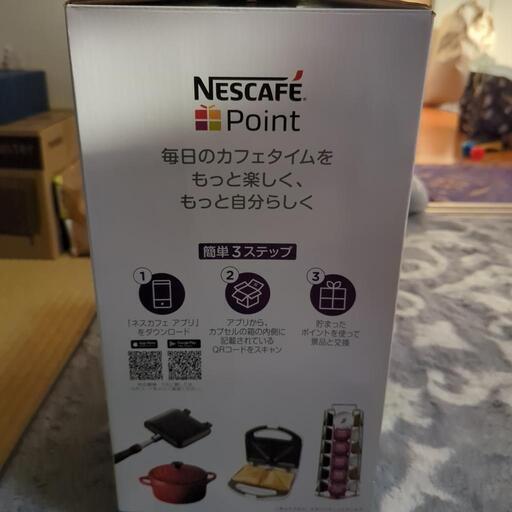 NESCAFÉ
Point
毎日のカフェタイムを
もっと楽しく、
もっと自分らしく
簡単3ステップ
1
「ネスカフェ アプリ」
をダウンロード
App Store
Google Play
2
アプリから、
カプセルの箱の内側に
記載されている
QRコードをスキャン
3
貯まった
ポイントを使って
景品と交換